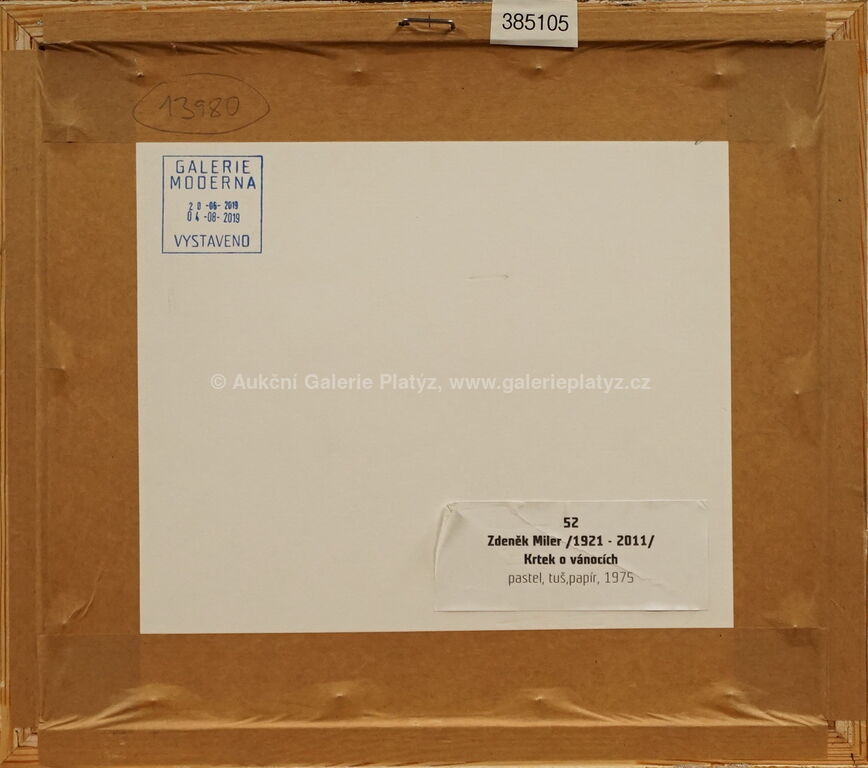 385105
13980
GALERIE
MODERNA
20-06-2019
04-08-2019
VYSTAVENO
© Aukční Galerie Platýz, www.galerieplatyz.cz
52
Zdeněk Miler /1921 - 2011/
Krtek o vánocích
pastel, tuš,papír, 1975